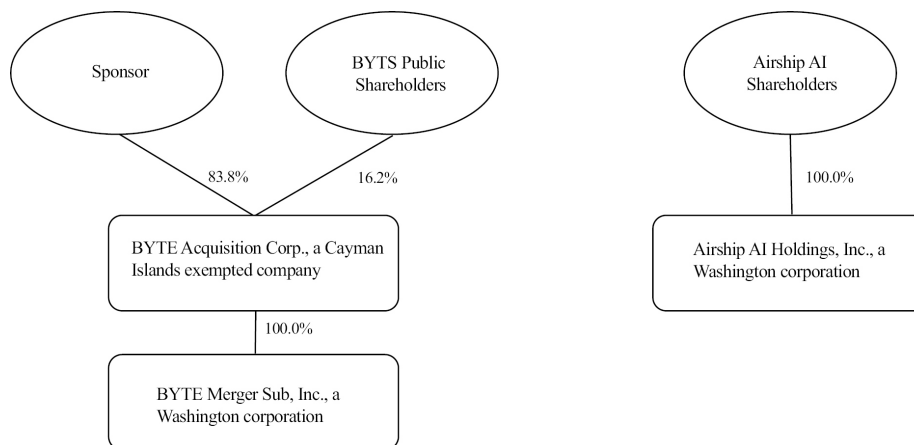 Sponsor
BYTS Public
Shareholders
Airship AI
Shareholders
83.8%
16.2%
100.0%
BYTE Acquisition Corp., a Cayman
Islands exempted company
Airship AI Holdings, Inc., a
Washington corporation
100.0%
BYTE Merger Sub, Inc., a
Washington corporation